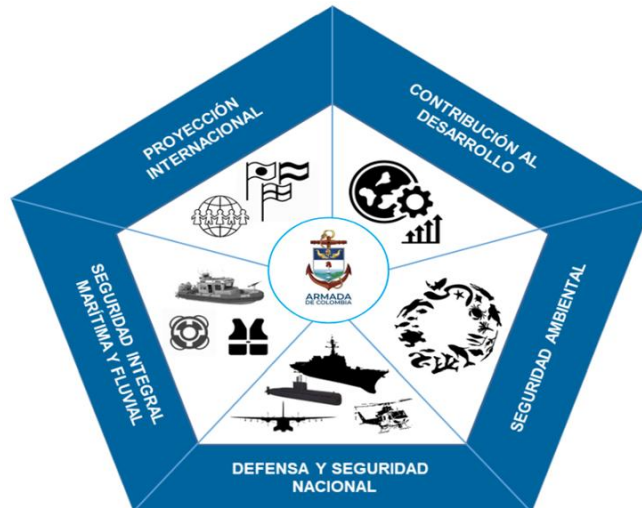 PROYECCIÓN
INTERNACIONAL
CONTRIBUCIÓN AL
DESARROLLO
SEGURIDAD INTEGRAL
MARÍTIMA Y FLUVIAL
ARMADA
DE COLOMBIA
SEGURIDAD AMBIENTAL
DEFENSA Y SEGURIDAD
NACIONAL